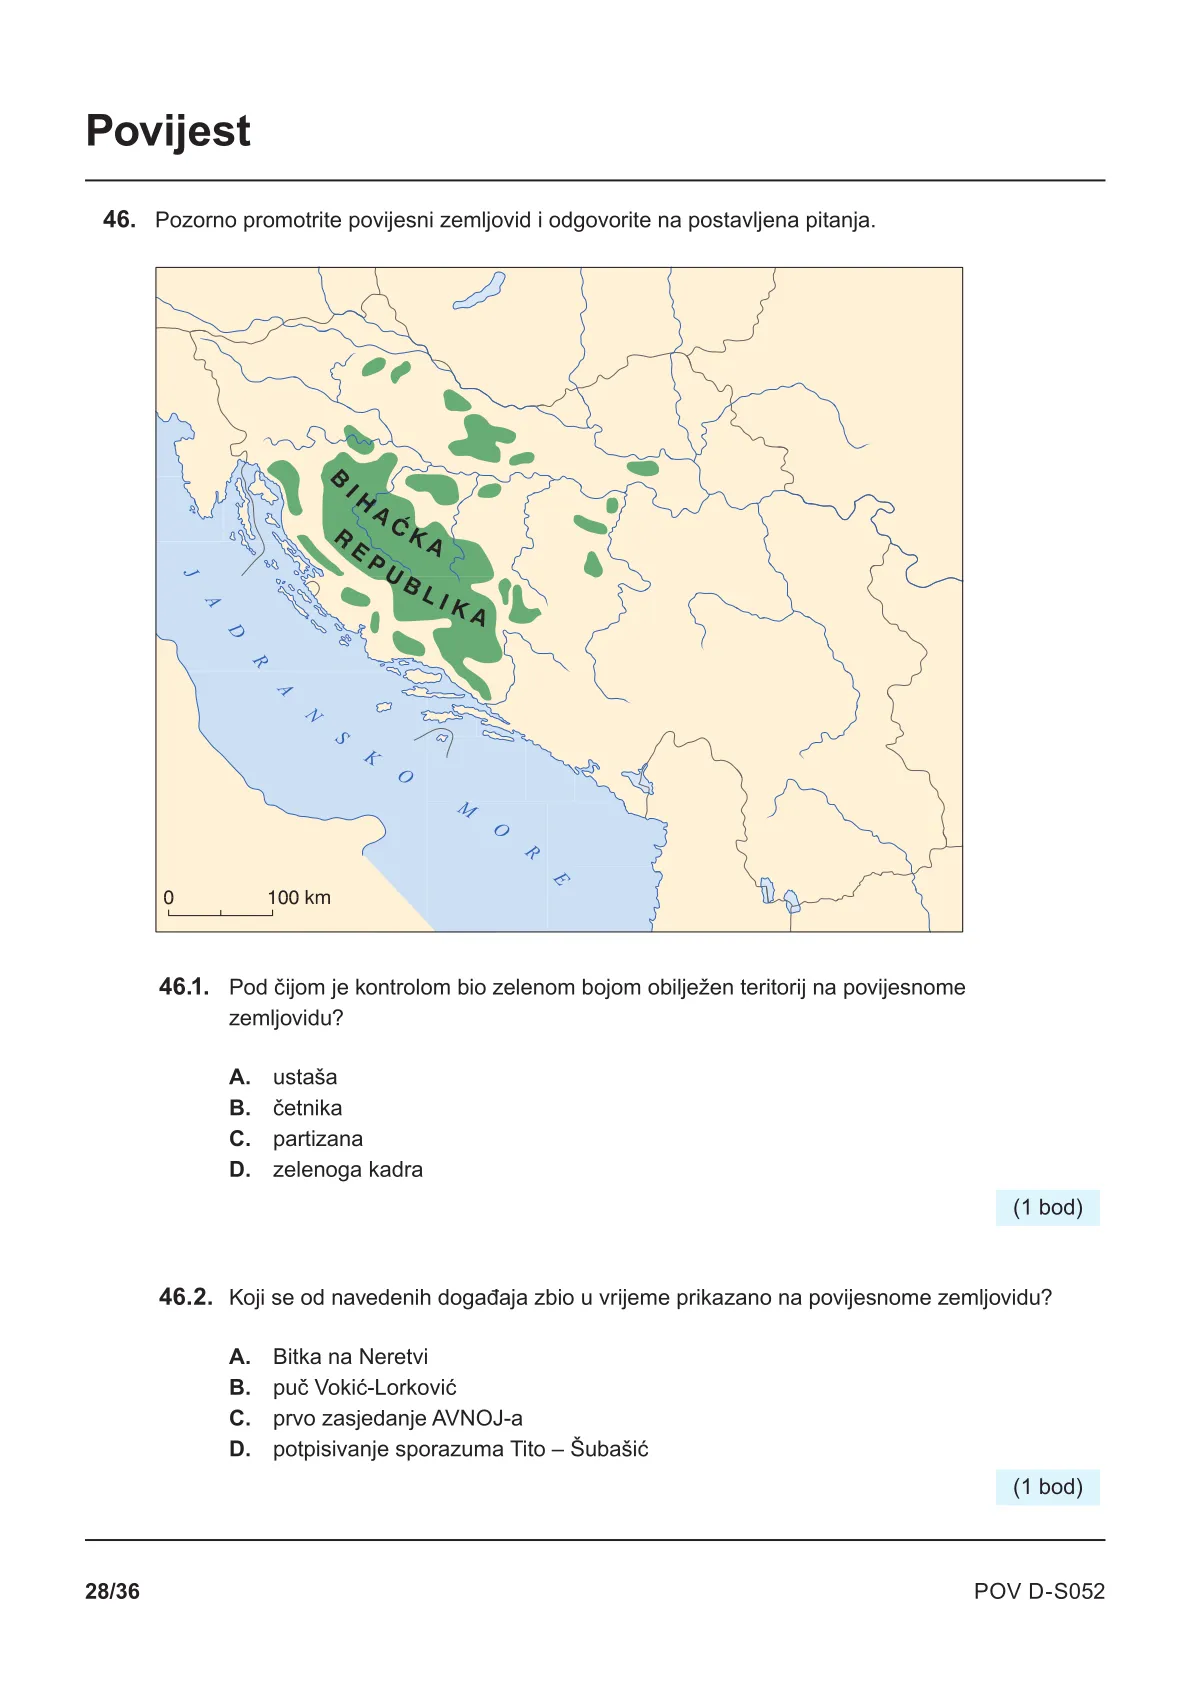 Povijest
46. Pozorno promotrite povijesni zemljovid i odgovorite na postavljena pitanja.
BIHAĆKA
REPUBLIKA
JADRANSKO MORE
0 100 km
46.1. Pod čijom je kontrolom bio zelenom bojom obilježen teritorij na povijesnome
zemljovidu?
A. ustaša
B. četnika
C. partizana
D. zelenoga kadra
(1 bod)
46.2. Koji se od navedenih događaja zbio u vrijeme prikazano na povijesnome zemljovidu?
A. Bitka na Neretvi
B. puč Vokić-Lorković
C. prvo zasjedanje AVNOJ-a
D. potpisivanje sporazuma Tito – Šubašić
(1 bod)
28/36 POV D-S052